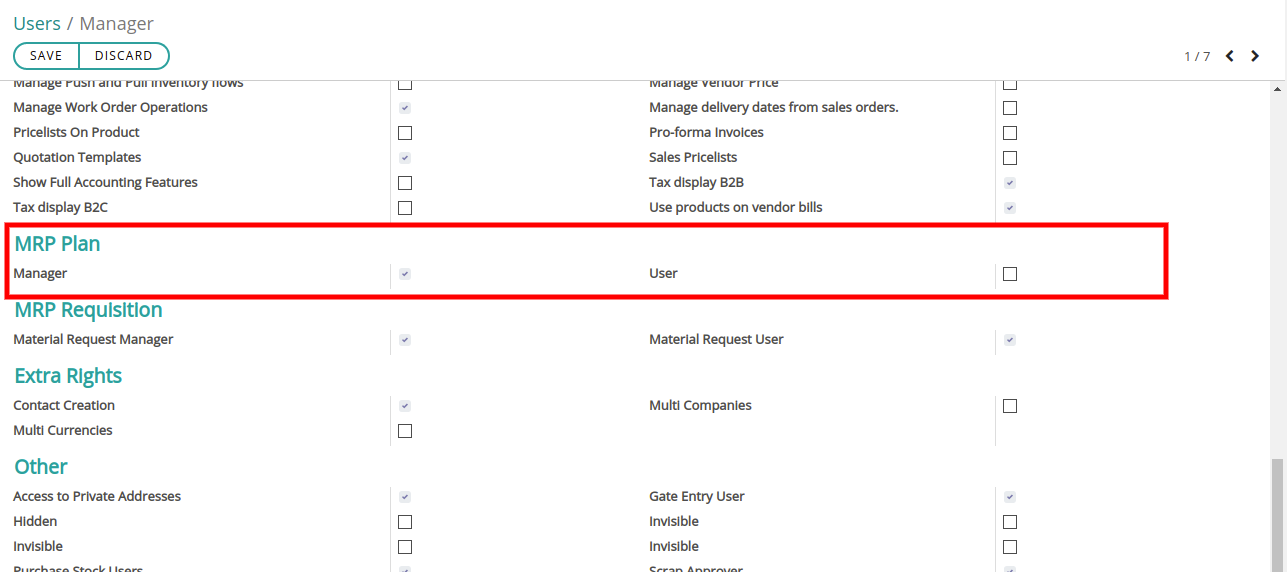 Users / Manager
SAVE DISCARD 1 / 7
Manage Push and Pull inventory flows Manage Vendor Price
Manage Work Order Operations Manage delivery dates from sales orders.
Pricelists On Product Pro-forma Invoices
Quotation Templates Sales Pricelists
Show Full Accounting Features Tax display B2B
Tax display B2C Use products on vendor bills
MRP Plan
Manager User
MRP Requisition
Material Request Manager Material Request User
Extra Rights
Contact Creation Multi Companies
Multi Currencies
Other
Access to Private Addresses Gate Entry User
Hidden Invisible
Invisible Invisible
Purchase Stock Users Scrap Approver